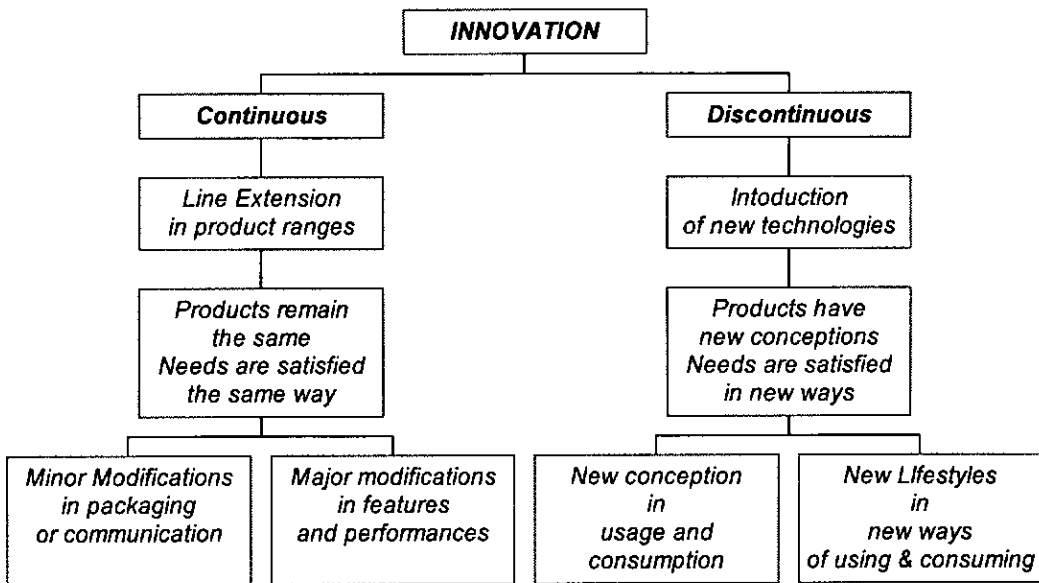 INNOVATION
Continuous
Discontinuous
Line Extension
in product ranges
Intoduction
of new technologies
Products remain
the same
Needs are satisfied
the same way
Products have
new conceptions
Needs are satisfied
in new ways
Minor Modifications
in packaging
or communication
Major modifications
in features
and performances
New conception
in
usage and
consumption
New LIfestyles
in
new ways
of using & consuming